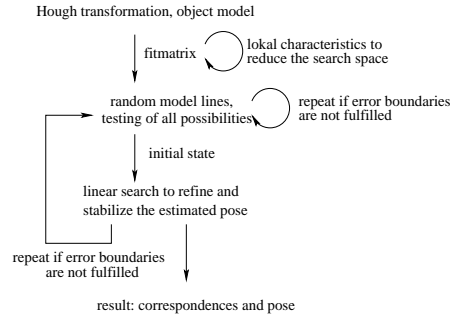 Hough transformation, object model
fitmatrix
lokal characteristics to
reduce the search space
random model lines,
testing of all possibilities
repeat if error boundaries
are not fulfilled
initial state
linear search to refine and
stabilize the estimated pose
repeat if error boundaries
are not fulfilled
result: correspondences and pose